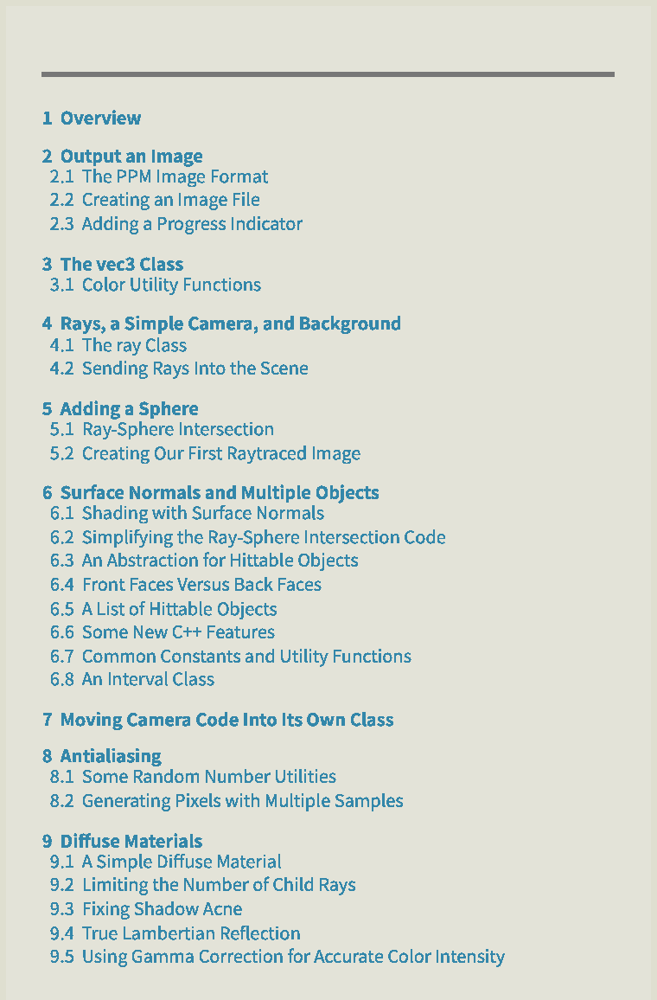 1 Overview
2 Output an Image
2.1 The PPM Image Format
2.2 Creating an Image File
2.3 Adding a Progress Indicator
3 The vec3 Class
3.1 Color Utility Functions
4 Rays, a Simple Camera, and Background
4.1 The ray Class
4.2 Sending Rays Into the Scene
5 Adding a Sphere
5.1 Ray-Sphere Intersection
5.2 Creating Our First Raytraced Image
6 Surface Normals and Multiple Objects
6.1 Shading with Surface Normals
6.2 Simplifying the Ray-Sphere Intersection Code
6.3 An Abstraction for Hittable Objects
6.4 Front Faces Versus Back Faces
6.5 A List of Hittable Objects
6.6 Some New C++ Features
6.7 Common Constants and Utility Functions
6.8 An Interval Class
7 Moving Camera Code Into Its Own Class
8 Antialiasing
8.1 Some Random Number Utilities
8.2 Generating Pixels with Multiple Samples
9 Diffuse Materials
9.1 A Simple Diffuse Material
9.2 Limiting the Number of Child Rays
9.3 Fixing Shadow Acne
9.4 True Lambertian Reflection
9.5 Using Gamma Correction for Accurate Color Intensity